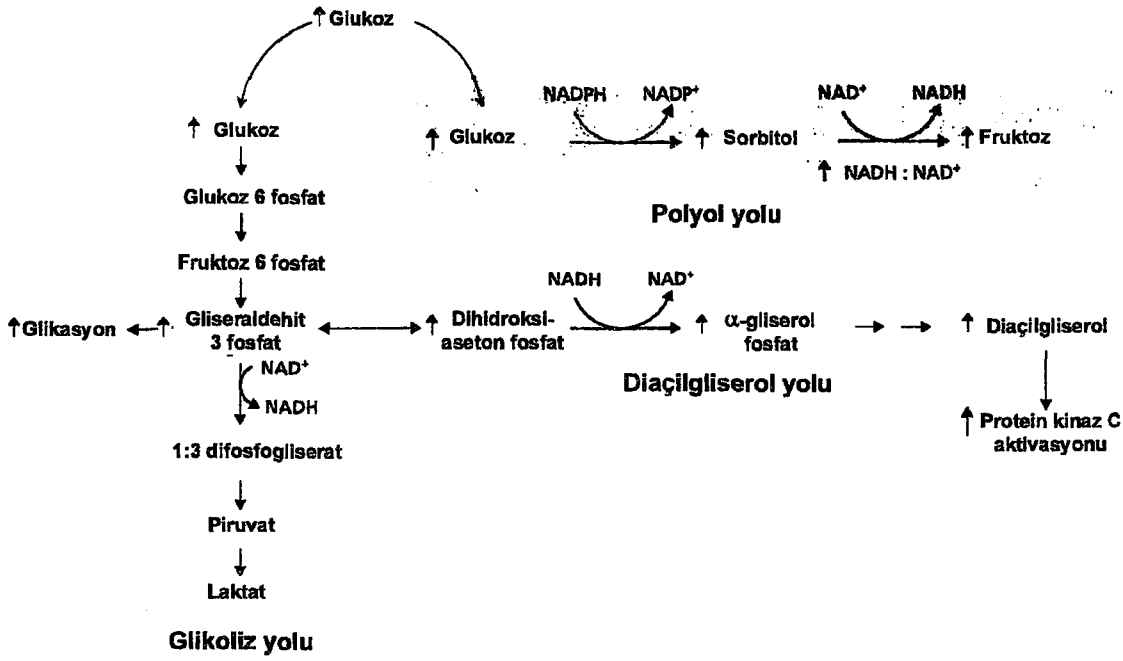 ↑ Glukoz
↑ Glukoz
↑ Glukoz
NADPH
NADP⁺
↑ Sorbitol
NAD⁺
NADH
↑ Fruktoz
↑ NADH : NAD⁺
Polyol yolu
Glukoz 6 fosfat
Fruktoz 6 fosfat
↑ Glikasyon
↑ Gliseraldehit
3 fosfat
↑ Dihidroksi-
aseton fosfat
NADH
NAD⁺
↑ α-gliserol
fosfat
↑ Diaçilgliserol
Diaçilgliserol yolu
↑ Protein kinaz C
aktivasyonu
NAD⁺
NADH
1:3 difosfogliserat
Piruvat
Laktat
Glikoliz yolu